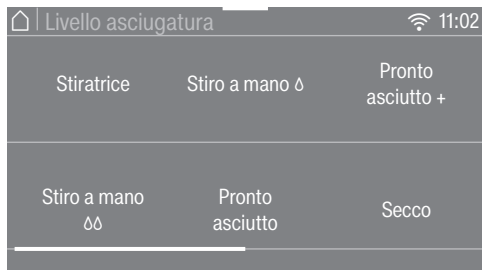 Livello asciugatura 11:02
Stiratrice Stiro a mano Pronto
asciutto +
Stiro a mano Pronto
asciutto Secco